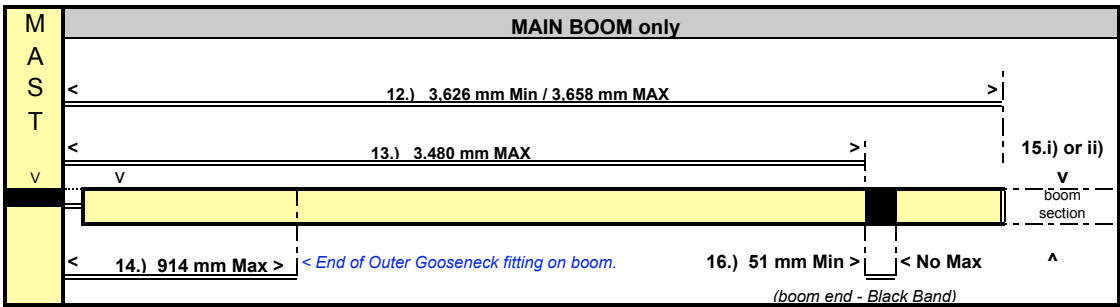 MAIN BOOM only
M
A
S
T
< 12.) 3,626 mm Min / 3,658 mm MAX >
< 13.) 3.480 mm MAX > 15.i) or ii)
v v v
boom
section
< 14.) 914 mm Max > < End of Outer Gooseneck fitting on boom. 16.) 51 mm Min > < No Max ^
(boom end - Black Band)